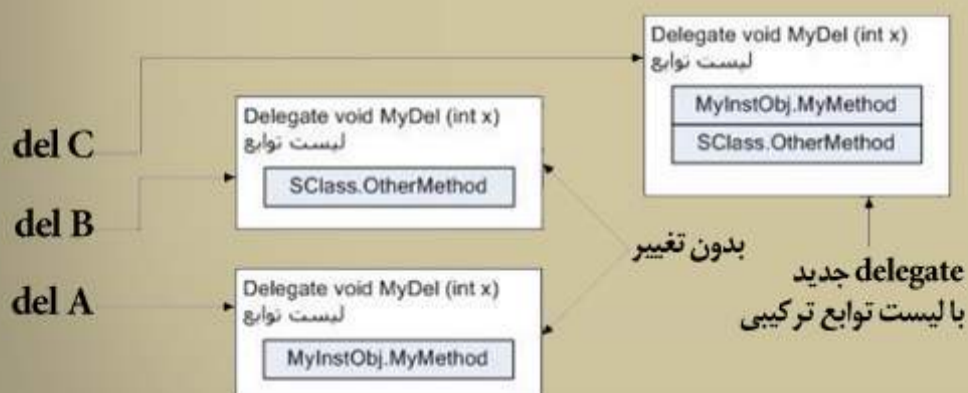 Delegate void MyDel (int x)
لیست توابع
MyInstObj.MyMethod
SClass.OtherMethod
del C
Delegate void MyDel (int x)
لیست توابع
SClass.OtherMethod
del B
بدون تغییر
delegate جدید
با لیست توابع ترکیبی
del A
Delegate void MyDel (int x)
لیست توابع
MyInstObj.MyMethod